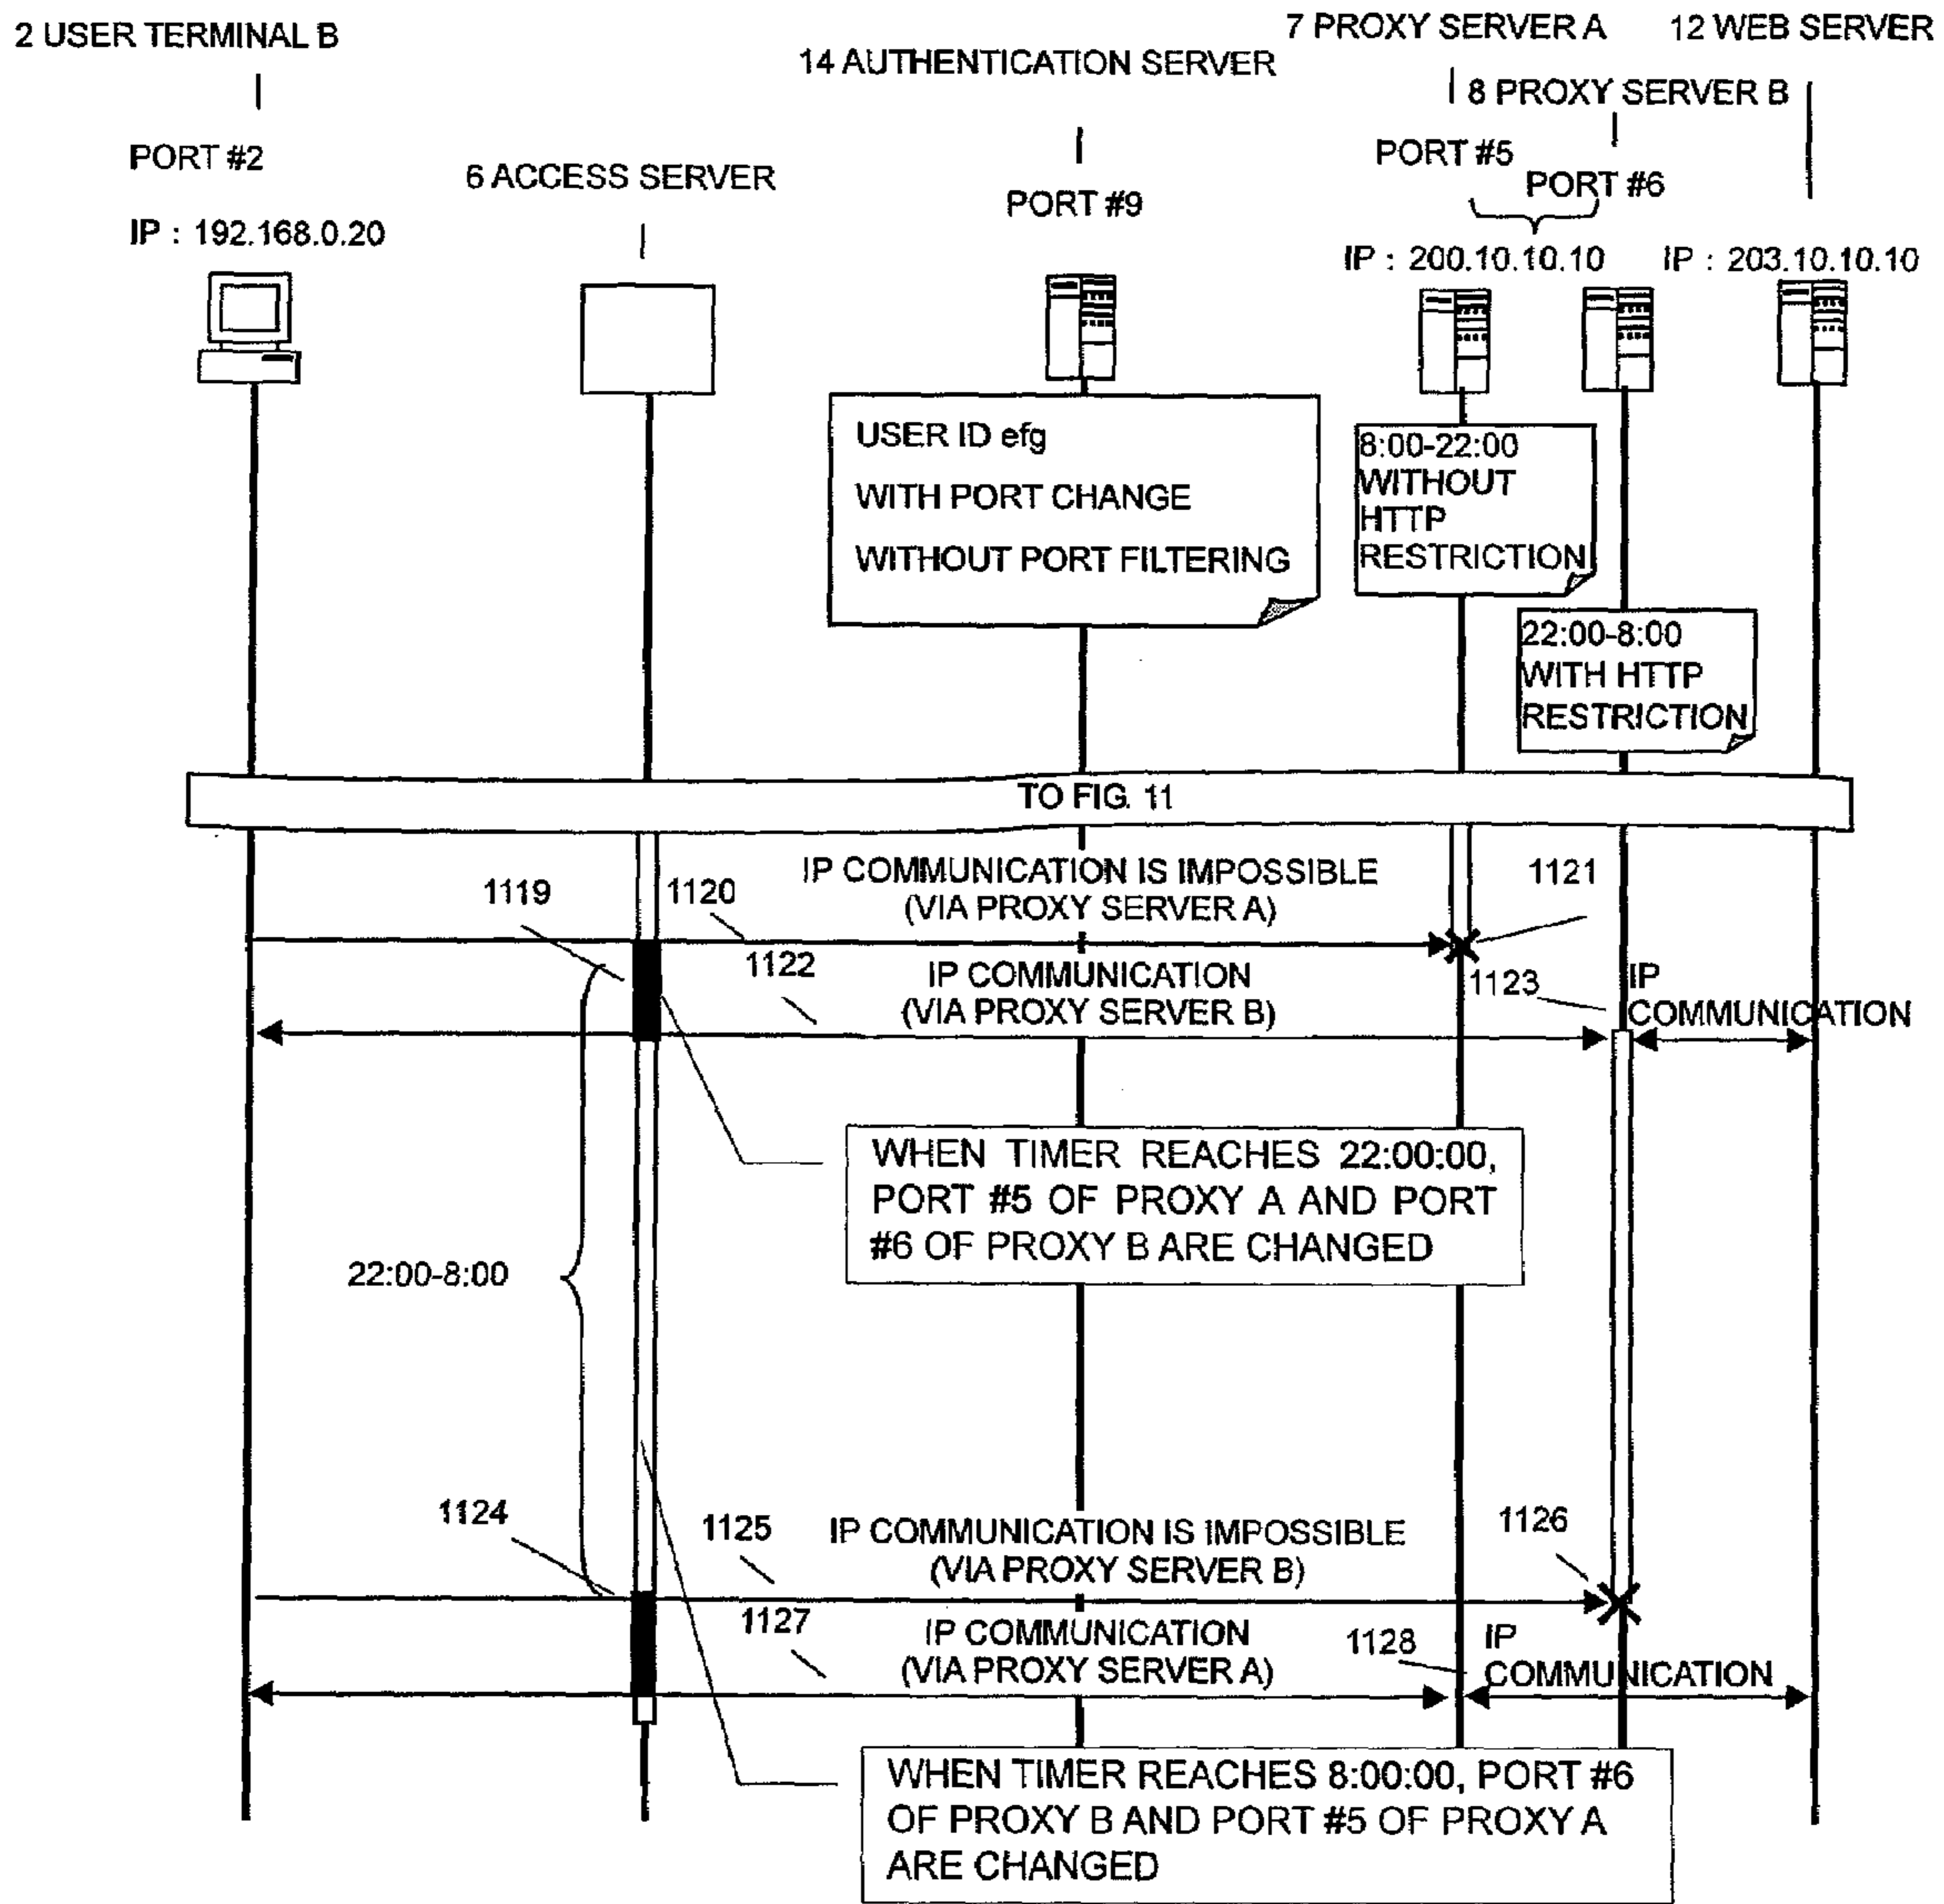 2 USER TERMINAL B
7 PROXY SERVER A
12 WEB SERVER
14 AUTHENTICATION SERVER
8 PROXY SERVER B
PORT #2
6 ACCESS SERVER
PORT #5
PORT #6
PORT #9
IP : 192.168.0.20
IP : 200.10.10.10
IP : 203.10.10.10
USER ID efg
WITH PORT CHANGE
WITHOUT PORT FILTERING
8:00-22:00
WITHOUT
HTTP
RESTRICTION
22:00-8:00
WITH HTTP
RESTRICTION
TO FIG. 11
1119
1120
IP COMMUNICATION IS IMPOSSIBLE
(VIA PROXY SERVER A)
1121
1122
IP COMMUNICATION
(VIA PROXY SERVER B)
1123
IP
COMMUNICATION
WHEN TIMER REACHES 22:00:00,
PORT #5 OF PROXY A AND PORT
#6 OF PROXY B ARE CHANGED
22:00-8:00
1124
1125
IP COMMUNICATION IS IMPOSSIBLE
(VIA PROXY SERVER B)
1126
1127
IP COMMUNICATION
(VIA PROXY SERVER A)
1128
IP
COMMUNICATION
WHEN TIMER REACHES 8:00:00, PORT #6
OF PROXY B AND PORT #5 OF PROXY A
ARE CHANGED